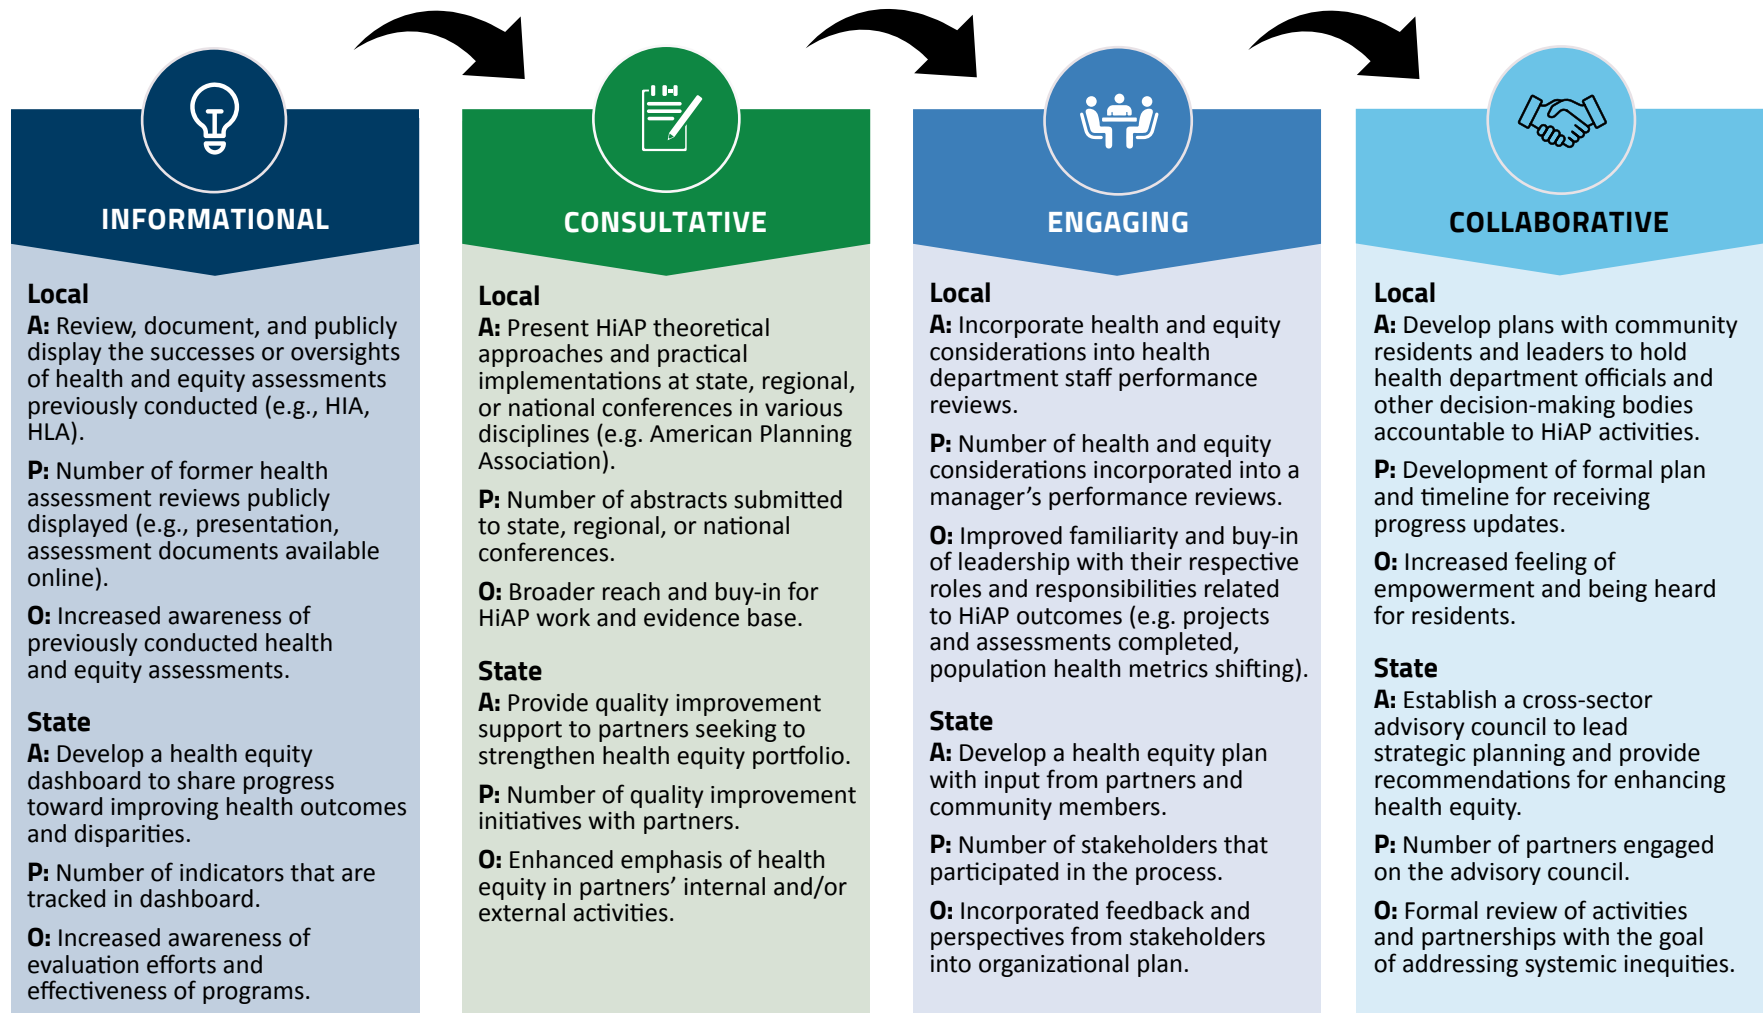 INFORMATIONAL
Local
A: Review, document, and publicly
display the successes or oversights
of health and equity assessments
previously conducted (e.g., HIA,
HLA).
P: Number of former health
assessment reviews publicly
displayed (e.g., presentation,
assessment documents available
online).
O: Increased awareness of
previously conducted health
and equity assessments.
State
A: Develop a health equity
dashboard to share progress
toward improving health outcomes
and disparities.
P: Number of indicators that are
tracked in dashboard.
O: Increased awareness of
evaluation efforts and
effectiveness of programs.
CONSULTATIVE
Local
A: Present HiAP theoretical
approaches and practical
implementations at state, regional,
or national conferences in various
disciplines (e.g. American Planning
Association).
P: Number of abstracts submitted
to state, regional, or national
conferences.
O: Broader reach and buy-in for
HiAP work and evidence base.
State
A: Provide quality improvement
support to partners seeking to
strengthen health equity portfolio.
P: Number of quality improvement
initiatives with partners.
O: Enhanced emphasis of health
equity in partners’ internal and/or
external activities.
ENGAGING
Local
A: Incorporate health and equity
considerations into health
department staff performance
reviews.
P: Number of health and equity
considerations incorporated into a
manager’s performance reviews.
O: Improved familiarity and buy-in
of leadership with their respective
roles and responsibilities related
to HiAP outcomes (e.g. projects
and assessments completed,
population health metrics shifting).
State
A: Develop a health equity plan
with input from partners and
community members.
P: Number of stakeholders that
participated in the process.
O: Incorporated feedback and
perspectives from stakeholders
into organizational plan.
COLLABORATIVE
Local
A: Develop plans with community
residents and leaders to hold
health department officials and
other decision-making bodies
accountable to HiAP activities.
P: Development of formal plan
and timeline for receiving
progress updates.
O: Increased feeling of
empowerment and being heard
for residents.
State
A: Establish a cross-sector
advisory council to lead
strategic planning and provide
recommendations for enhancing
health equity.
P: Number of partners engaged
on the advisory council.
O: Formal review of activities
and partnerships with the goal
of addressing systemic inequities.